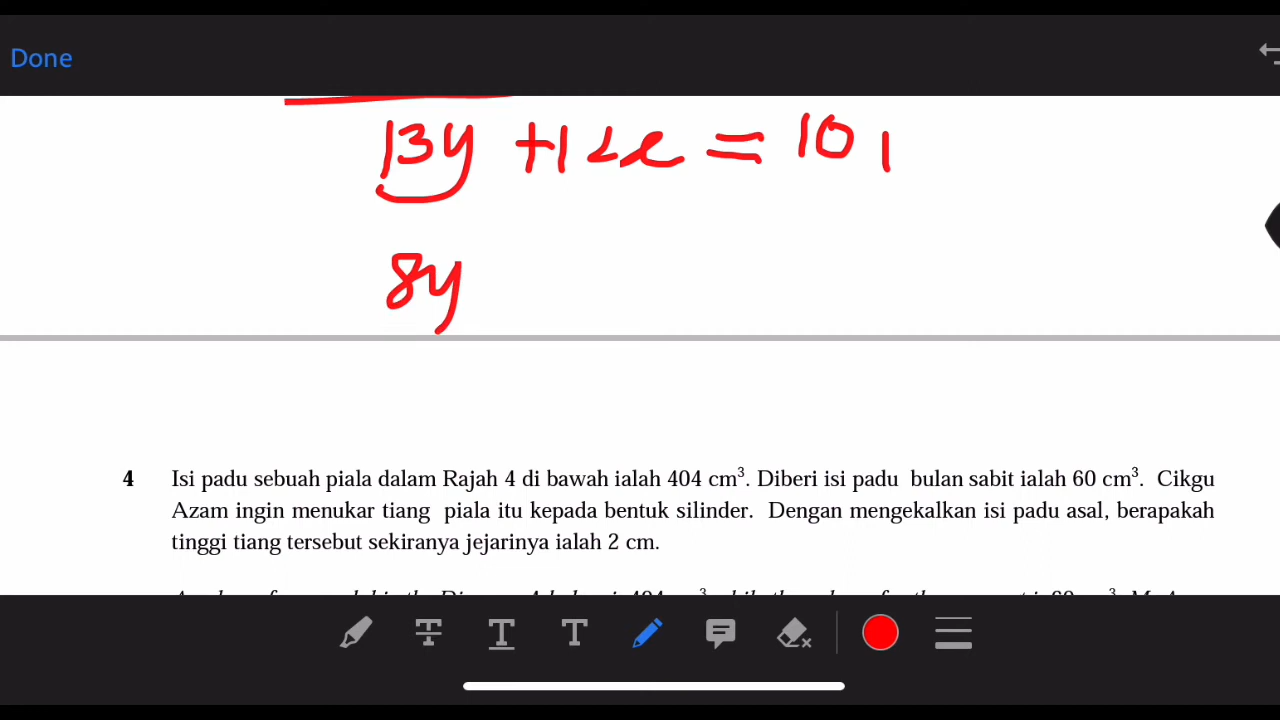 Done
13y + 12x = 101
8y
4 Isi padu sebuah piala dalam Rajah 4 di bawah ialah 404 cm³. Diberi isi padu bulan sabit ialah 60 cm³. Cikgu
Azam ingin menukar tiang piala itu kepada bentuk silinder. Dengan mengekalkan isi padu asal, berapakah
tinggi tiang tersebut sekiranya jejarinya ialah 2 cm.